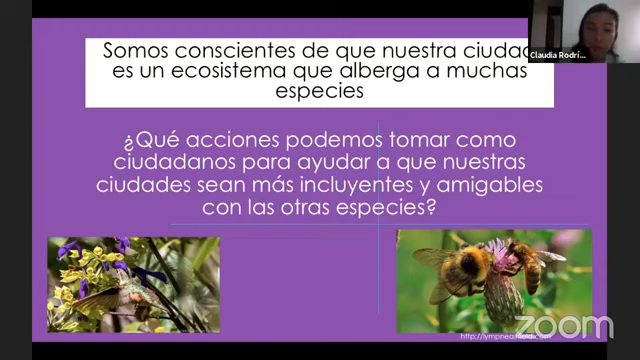 Somos conscientes de que nuestra ciudad
es un ecosistema que alberga a muchas
especies
Claudia Rodrí...
¿Qué acciones podemos tomar como
ciudadanos para ayudar a que nuestras
ciudades sean más incluyentes y amigables
con las otras especies?
zoom